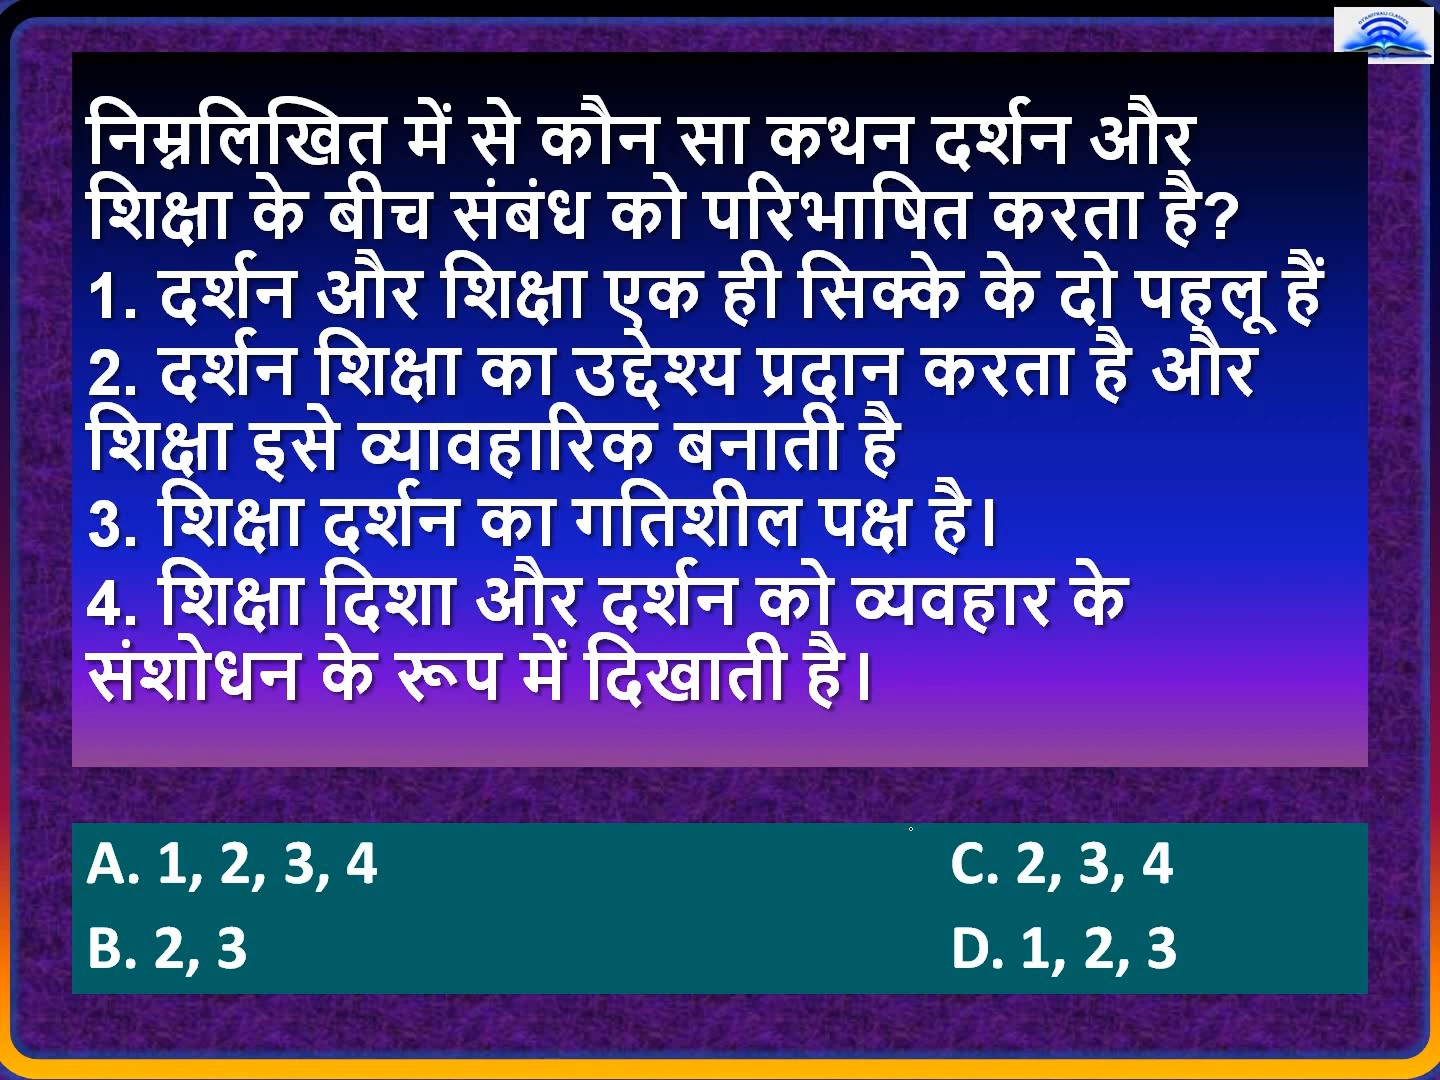 निम्नलिखित में से कौन सा कथन दर्शन और
शिक्षा के बीच संबंध को परिभाषित करता है?
1. दर्शन और शिक्षा एक ही सिक्के के दो पहलू हैं
2. दर्शन शिक्षा का उद्देश्य प्रदान करता है और
शिक्षा इसे व्यावहारिक बनाती है
3. शिक्षा दर्शन का गतिशील पक्ष है।
4. शिक्षा दिशा और दर्शन को व्यवहार के
संशोधन के रूप में दिखाती है।
A. 1, 2, 3, 4 C. 2, 3, 4
B. 2, 3 D. 1, 2, 3